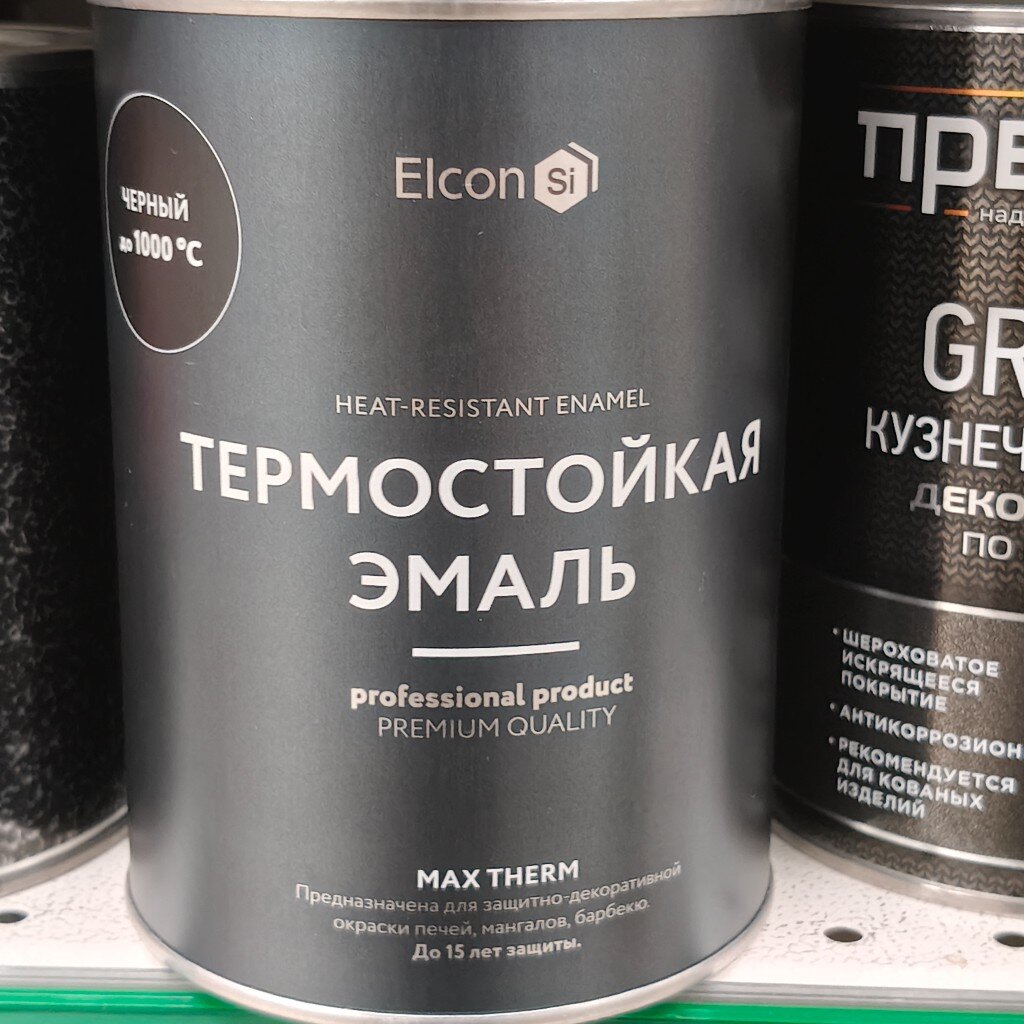 Elcon Si
ЧЕРНЫЙ
до 1000 °C
HEAT-RESISTANT ENAMEL
ТЕРМОСТОЙКАЯ
ЭМАЛЬ
professional product
PREMIUM QUALITY
MAX THERM
Предназначена для защитно-декоративной
окраски печей, мангалов, барбекю.
До 15 лет защиты.
ПРЕ
над
GR
КУЗНЕЧ
ДЕКО
ПО
• ШЕРОХОВАТОЕ
ИСКРЯЩЕЕСЯ
ПОКРЫТИЕ
• АНТИКОРРОЗИОН
• РЕКОМЕНДУЕТСЯ
ДЛЯ КОВАНЫХ
ИЗДЕЛИЙ